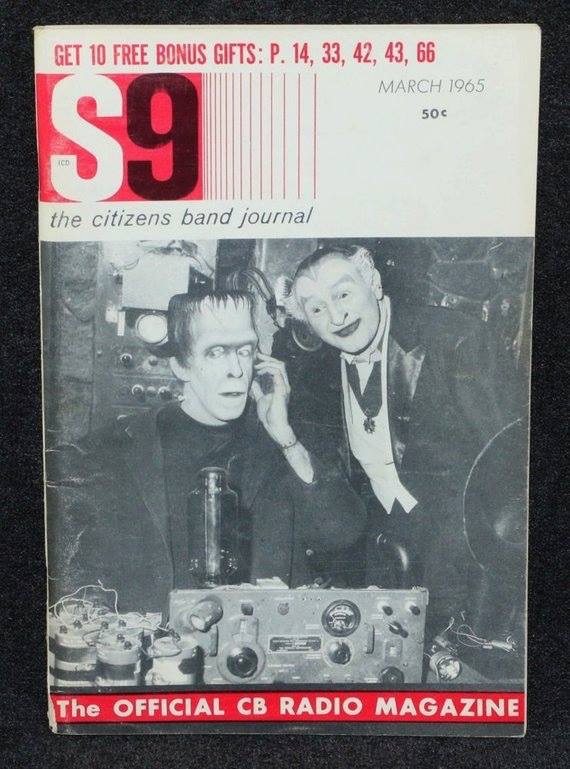 GET 10 FREE BONUS GIFTS: P. 14, 33, 42, 43, 66
MARCH 1965
50¢
S9
ICD
the citizens band journal
The OFFICIAL CB RADIO MAGAZINE